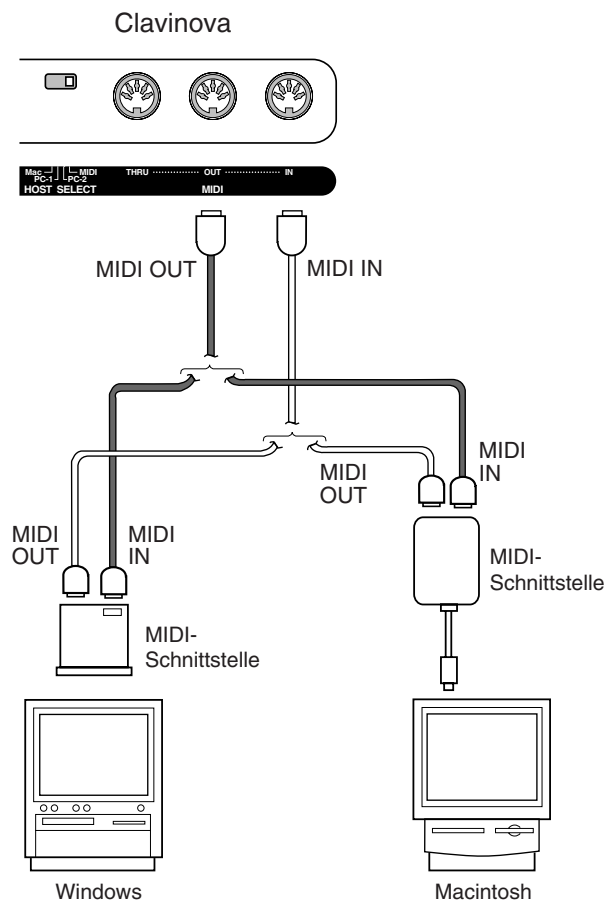 Clavinova
Mac MIDI
PC-1 PC-2
HOST SELECT
THRU OUT IN
MIDI
MIDI OUT
MIDI IN
MIDI
OUT
MIDI
IN
MIDI
OUT
MIDI
IN
MIDI-
Schnittstelle
MIDI-
Schnittstelle
Windows
Macintosh